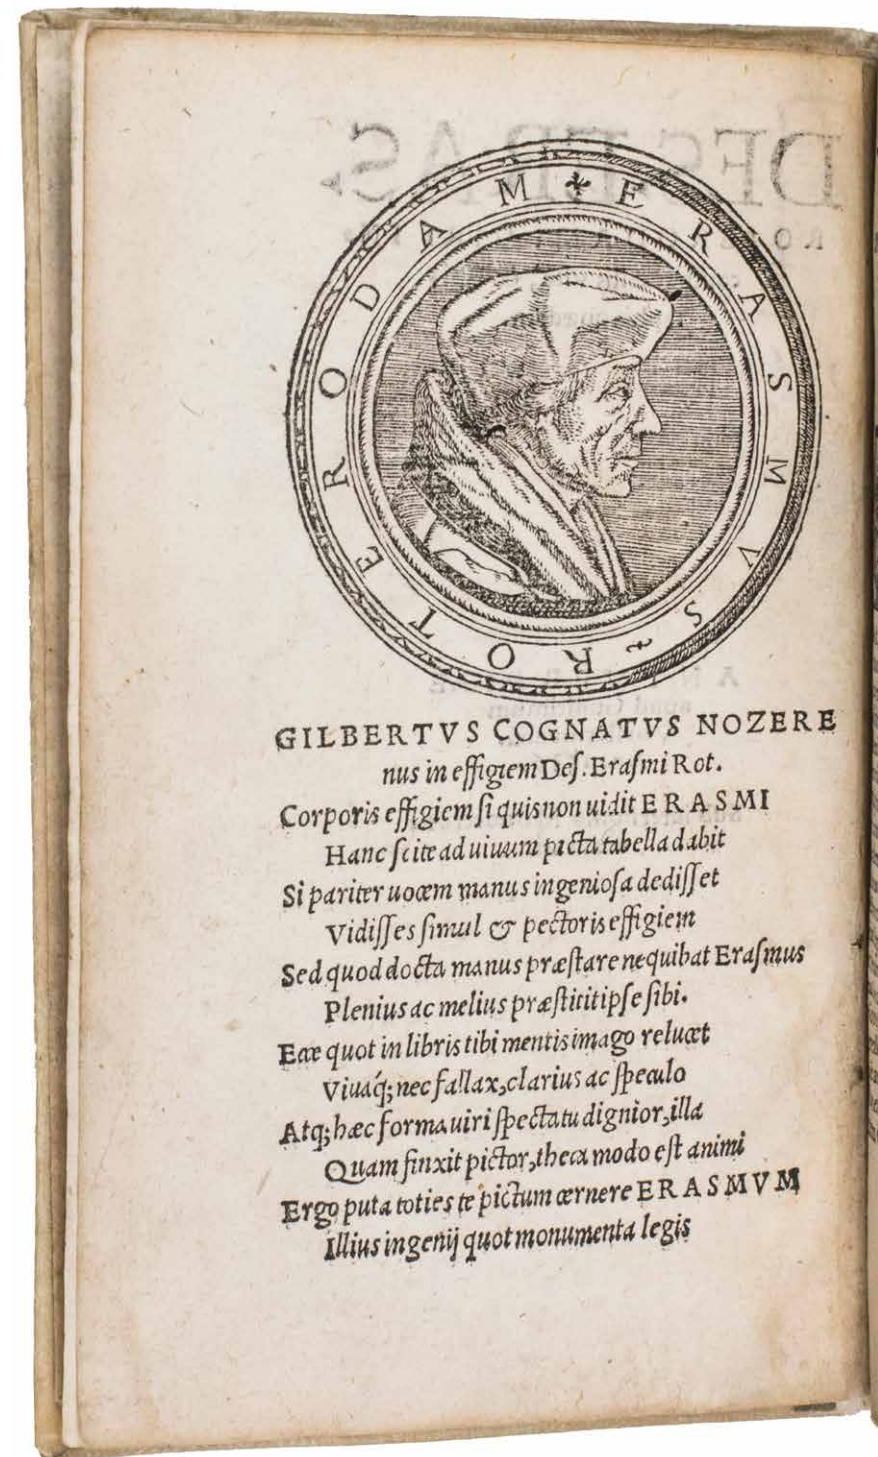 ERASMVS ROTERODAM
GILBERTVS COGNATVS NOZERE
nus in effigiem Deſ. Eraſmi Rot.
Corporis effigiem ſi quis non uidit ERASMI
Hanc ſcite ad uiuum picta tabella dabit
Si pariter uocem manus ingenioſa dediſſet
Vidiſſes ſimul & pectoris effigiem
Sed quod docta manus præſtare nequibat Eraſmus
Plenius ac melius præſtitit ipſe ſibi.
Ecce quot in libris tibi mentis imago relucet
Viuaq́; nec fallax, clarius ac ſpeculo
Atq; hæc forma uiri ſpectatu dignior, illa
Quam finxit pictor, theca modo eſt animi
Ergo puta toties te pictum cernere ERASMVM
Illius ingenij quot monumenta legis